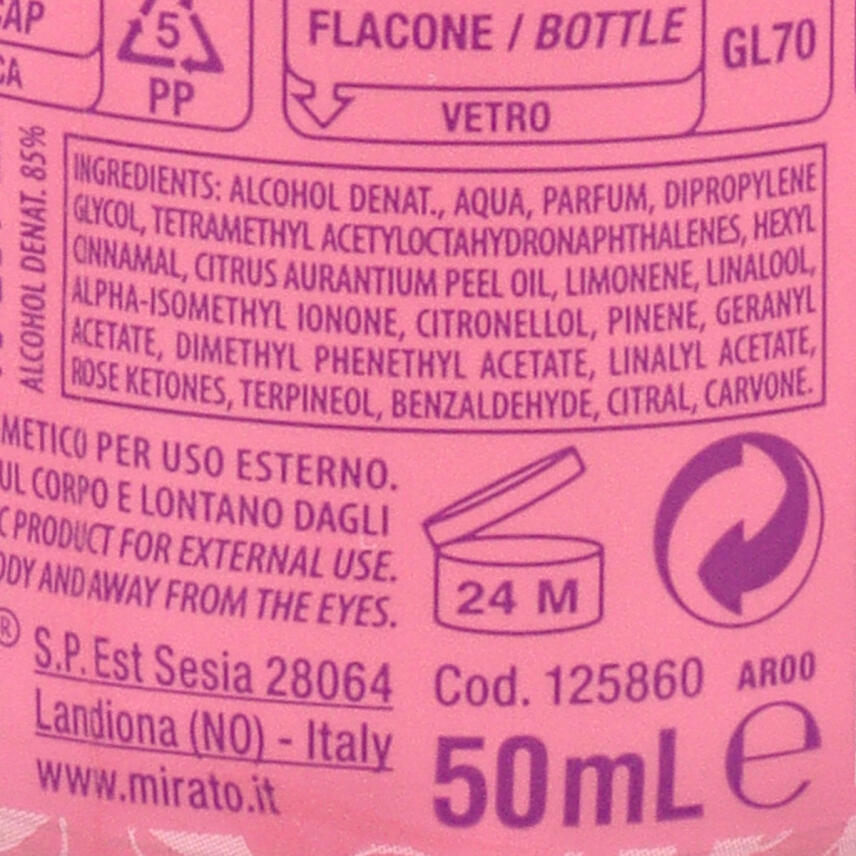 CAP
5
PP
FLACONE / BOTTLE
VETRO
GL70
ALCOHOL DENAT. 85%
INGREDIENTS: ALCOHOL DENAT., AQUA, PARFUM, DIPROPYLENE
GLYCOL, TETRAMETHYL ACETYLOCTAHYDRONAPHTHALENES, HEXYL
CINNAMAL, CITRUS AURANTIUM PEEL OIL, LIMONENE, LINALOOL,
ALPHA-ISOMETHYL IONONE, CITRONELLOL, PINENE, GERANYL
ACETATE, DIMETHYL PHENETHYL ACETATE, LINALYL ACETATE,
ROSE KETONES, TERPINEOL, BENZALDEHYDE, CITRAL, CARVONE.
METICO PER USO ESTERNO.
UL CORPO E LONTANO DAGLI
C PRODUCT FOR EXTERNAL USE.
ODY AND AWAY FROM THE EYES.
24 M
® S.P. Est Sesia 28064
Landiona (NO) - Italy
www.mirato.it
Cod. 125860 AR00
50mL e